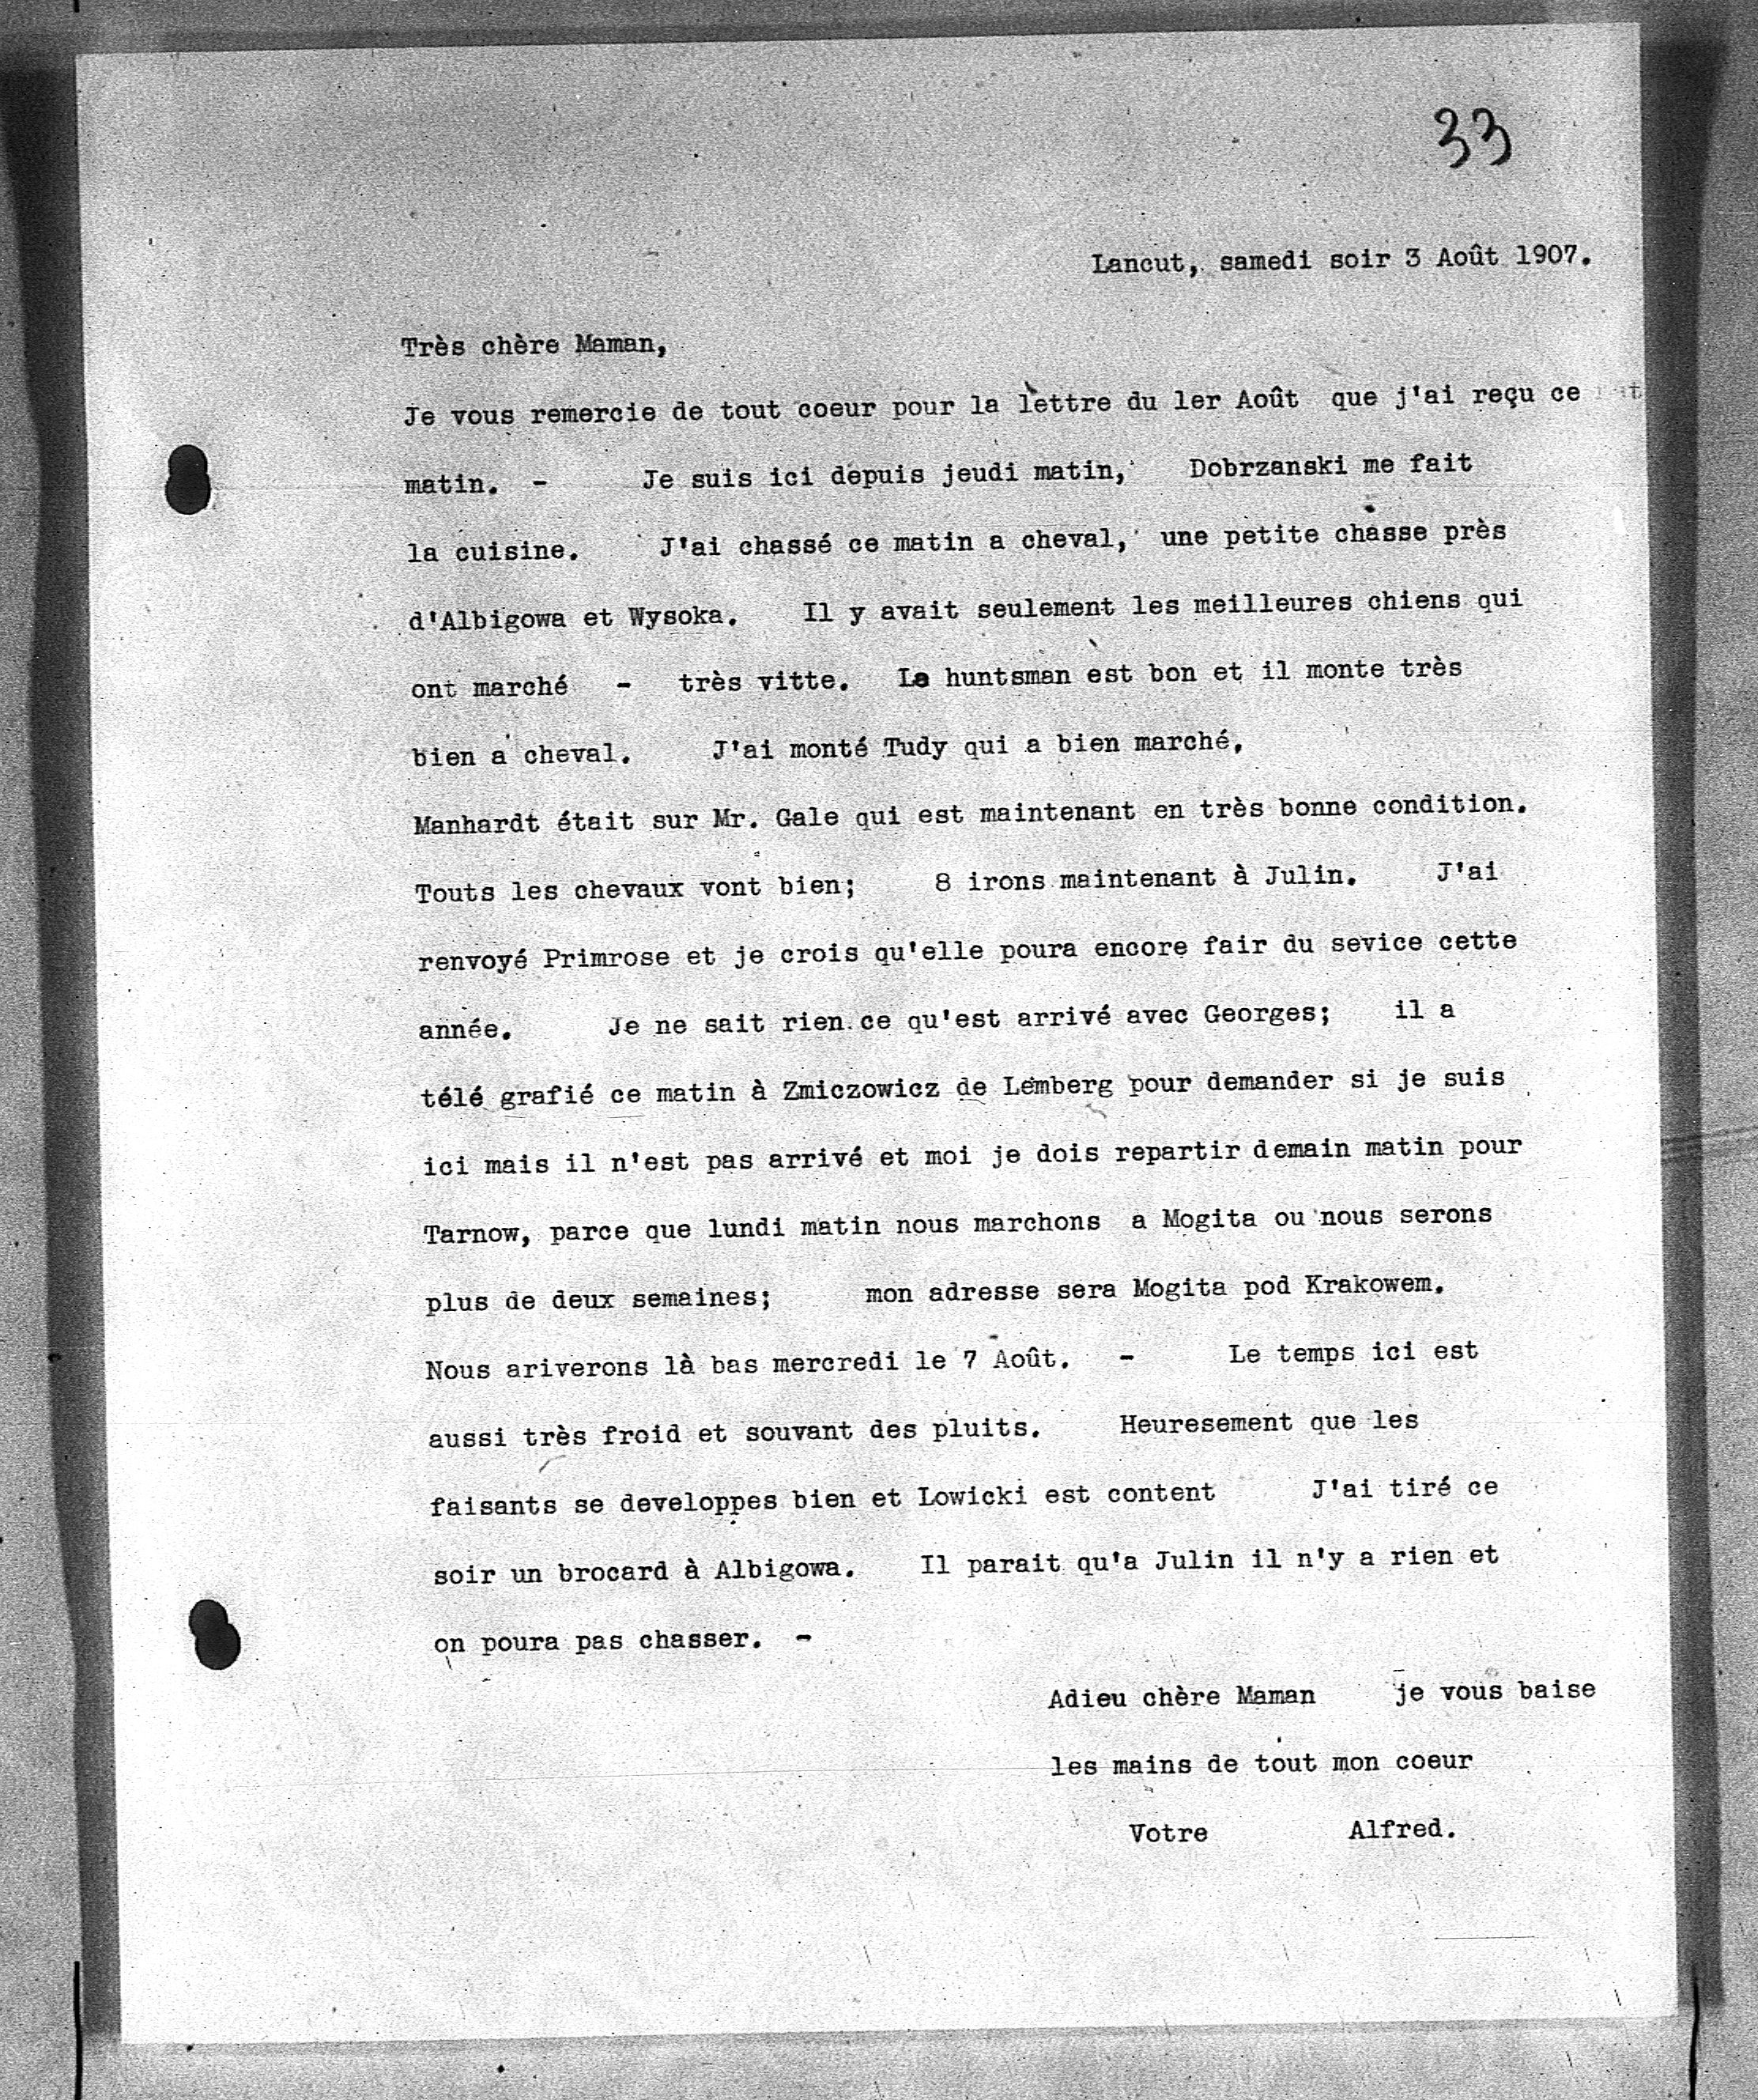 33
Lancut, samedi soir 3 Août 1907.
Très chère Maman,
Je vous remercie de tout coeur pour la lettre du 1er Août que j'ai reçu ce
matin. - Je suis ici depuis jeudi matin, Dobrzanski me fait
la cuisine. J'ai chassé ce matin a cheval, une petite chasse près
d'Albigowa et Wysoka. Il y avait seulement les meilleures chiens qui
ont marché - très vitte. Le huntsman est bon et il monte très
bien a cheval. J'ai monté Tudy qui a bien marché.
Manhardt était sur Mr. Gale qui est maintenant en très bonne condition.
Touts les chevaux vont bien; 8 irons maintenant à Julin. J'ai
renvoyé Primrose et je crois qu'elle poura encore fair du sevice cette
année. Je ne sait rien ce qu'est arrivé avec Georges; il a
télé grafié ce matin à Zmiczowicz de Lemberg pour demander si je suis
ici mais il n'est pas arrivé et moi je dois repartir demain matin pour
Tarnow, parce que lundi matin nous marchons a Mogita ou nous serons
plus de deux semaines; mon adresse sera Mogita pod Krakowem.
Nous ariverons là bas mercredi le 7 Août. - Le temps ici est
aussi très froid et souvant des pluits. Heuresement que les
faisants se developpes bien et Lowicki est content J'ai tiré ce
soir un brocard à Albigowa. Il parait qu'a Julin il n'y a rien et
on poura pas chasser. -
Adieu chère Maman je vous baise
les mains de tout mon coeur
Votre Alfred.